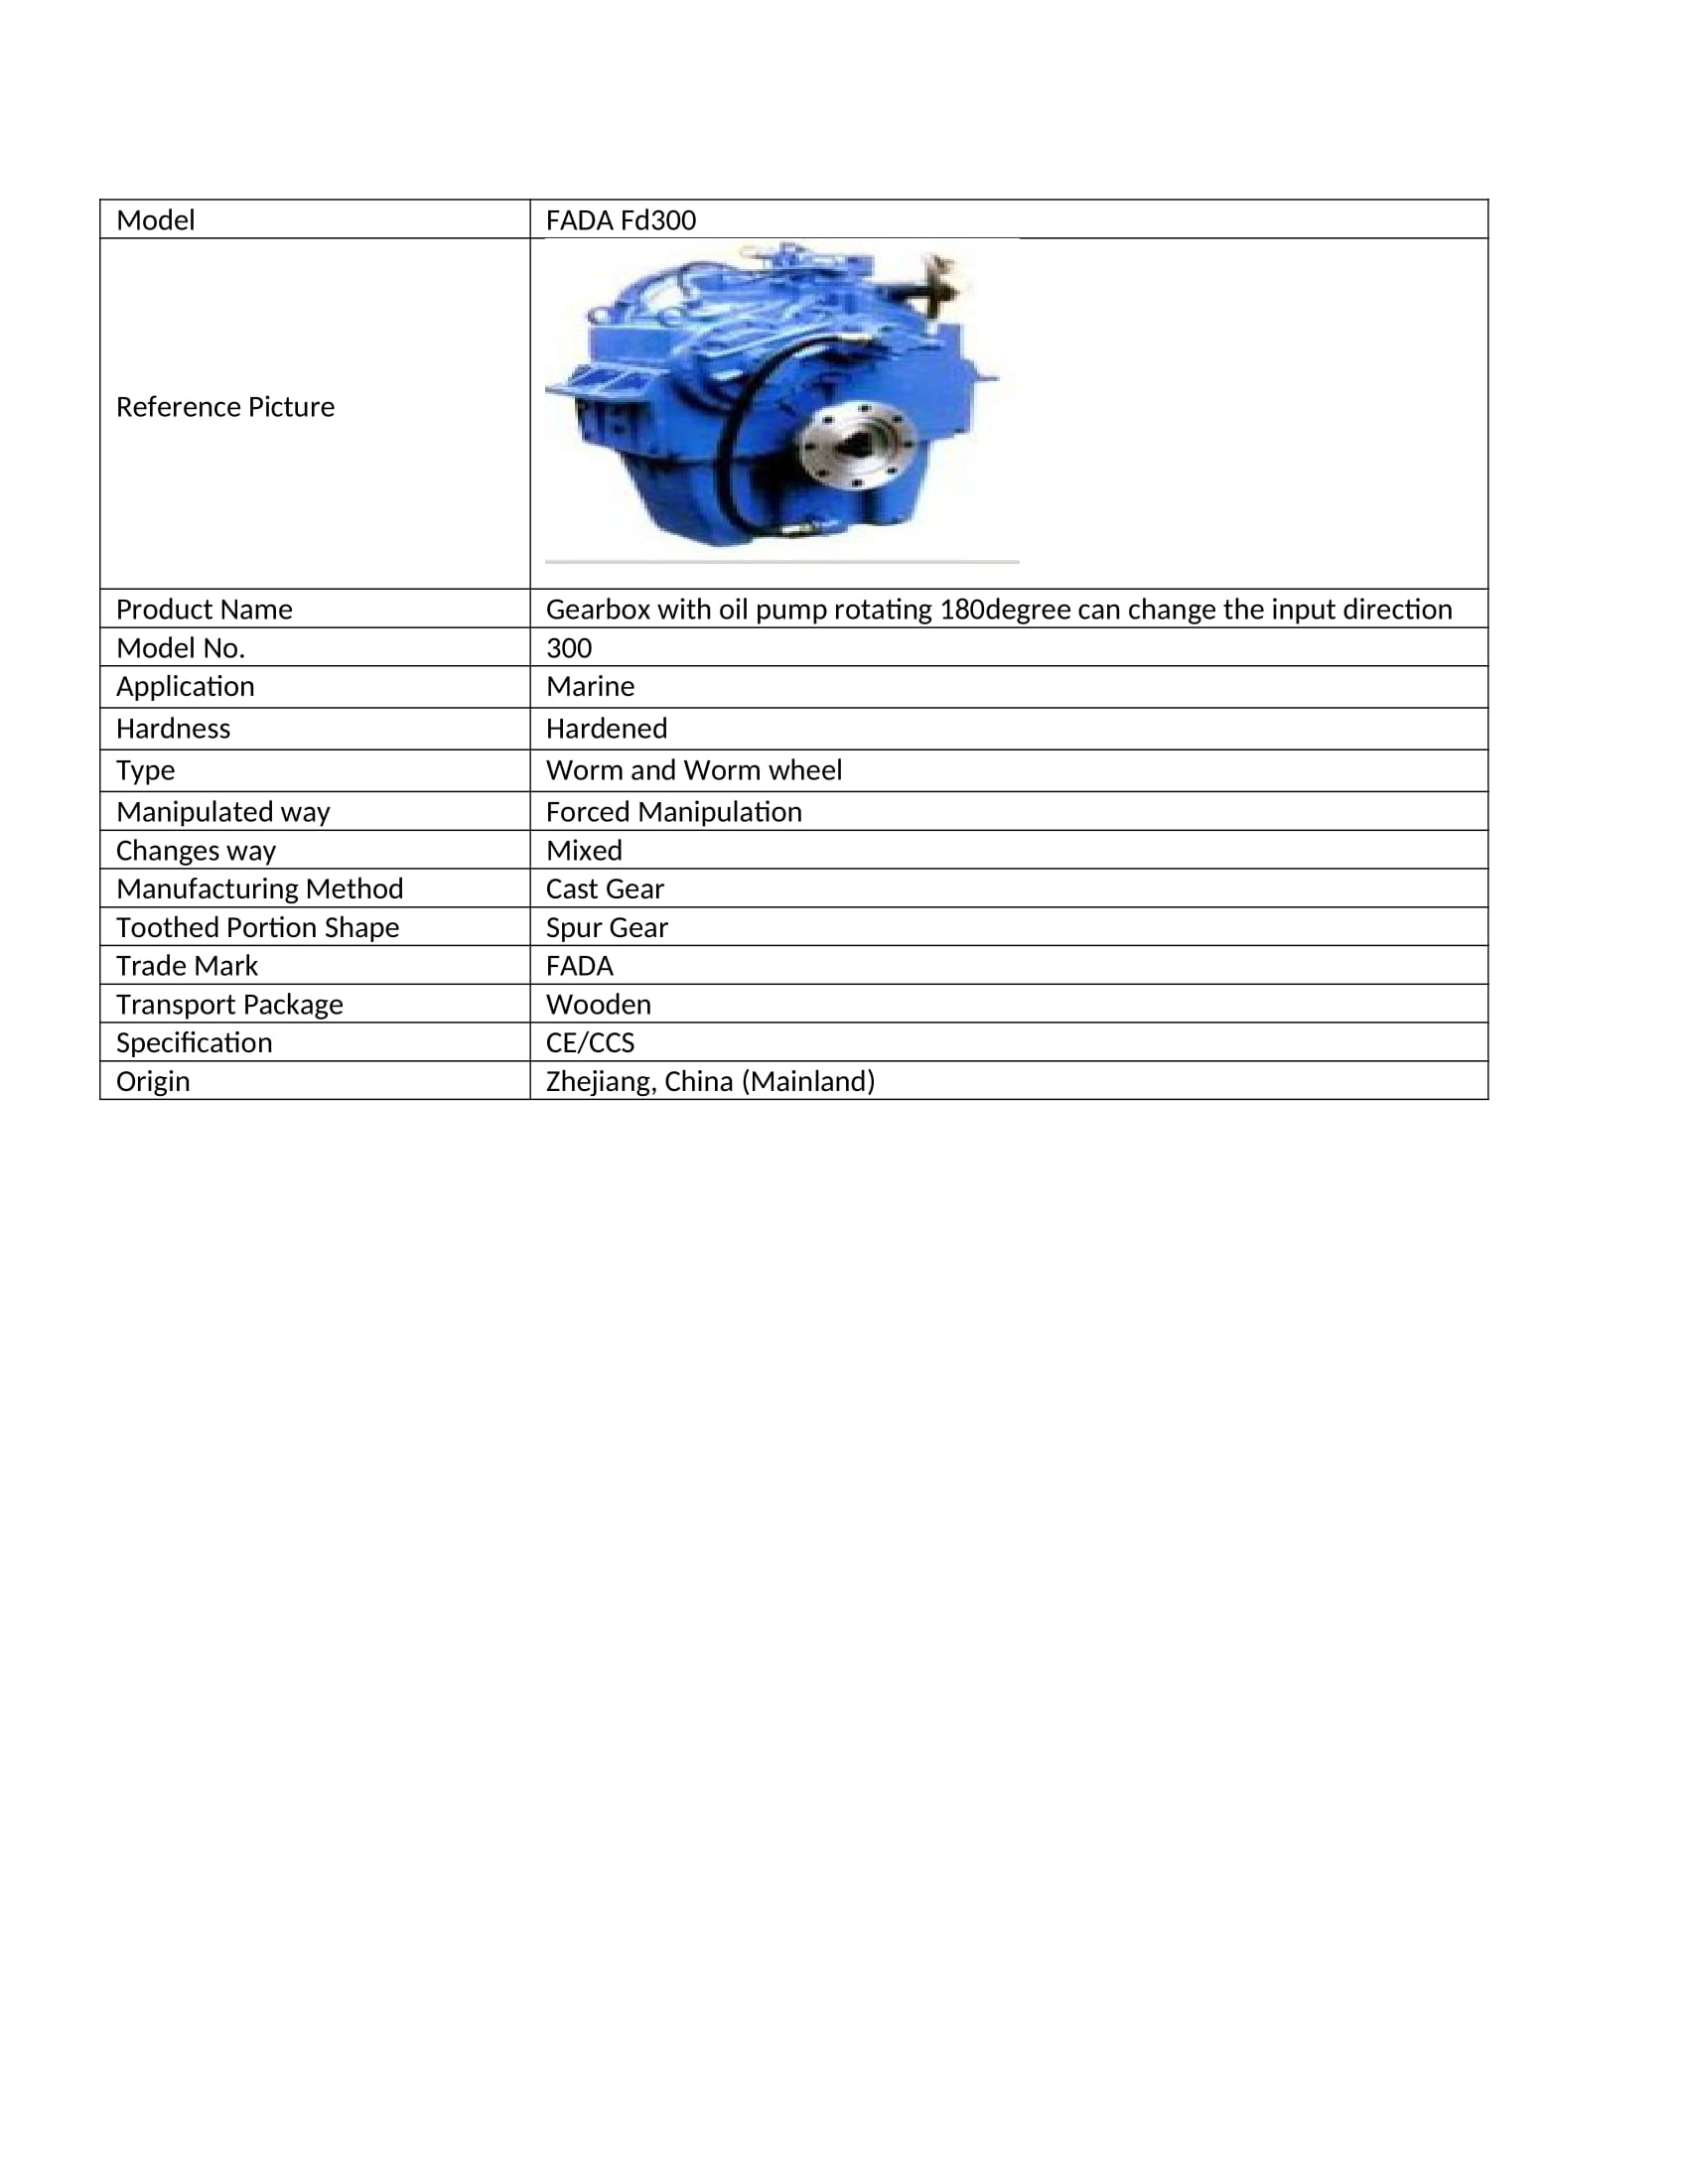 Model FADA Fd300
Reference Picture
Product Name Gearbox with oil pump rotating 180degree can change the input direction
Model No. 300
Application Marine
Hardness Hardened
Type Worm and Worm wheel
Manipulated way Forced Manipulation
Changes way Mixed
Manufacturing Method Cast Gear
Toothed Portion Shape Spur Gear
Trade Mark FADA
Transport Package Wooden
Specification CE/CCS
Origin Zhejiang, China (Mainland)